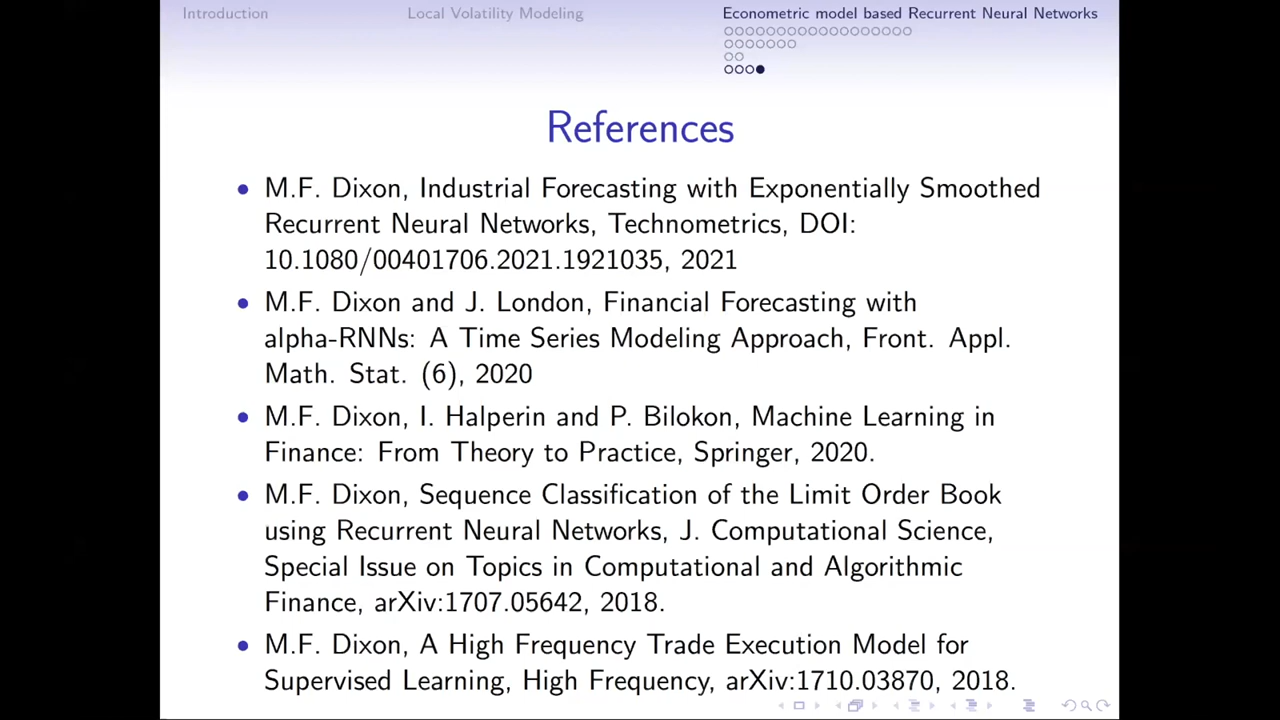 Introduction Local Volatility Modeling Econometric model based Recurrent Neural Networks
References
• M.F. Dixon, Industrial Forecasting with Exponentially Smoothed
Recurrent Neural Networks, Technometrics, DOI:
10.1080/00401706.2021.1921035, 2021
• M.F. Dixon and J. London, Financial Forecasting with
alpha-RNNs: A Time Series Modeling Approach, Front. Appl.
Math. Stat. (6), 2020
• M.F. Dixon, I. Halperin and P. Bilokon, Machine Learning in
Finance: From Theory to Practice, Springer, 2020.
• M.F. Dixon, Sequence Classification of the Limit Order Book
using Recurrent Neural Networks, J. Computational Science,
Special Issue on Topics in Computational and Algorithmic
Finance, arXiv:1707.05642, 2018.
• M.F. Dixon, A High Frequency Trade Execution Model for
Supervised Learning, High Frequency, arXiv:1710.03870, 2018.